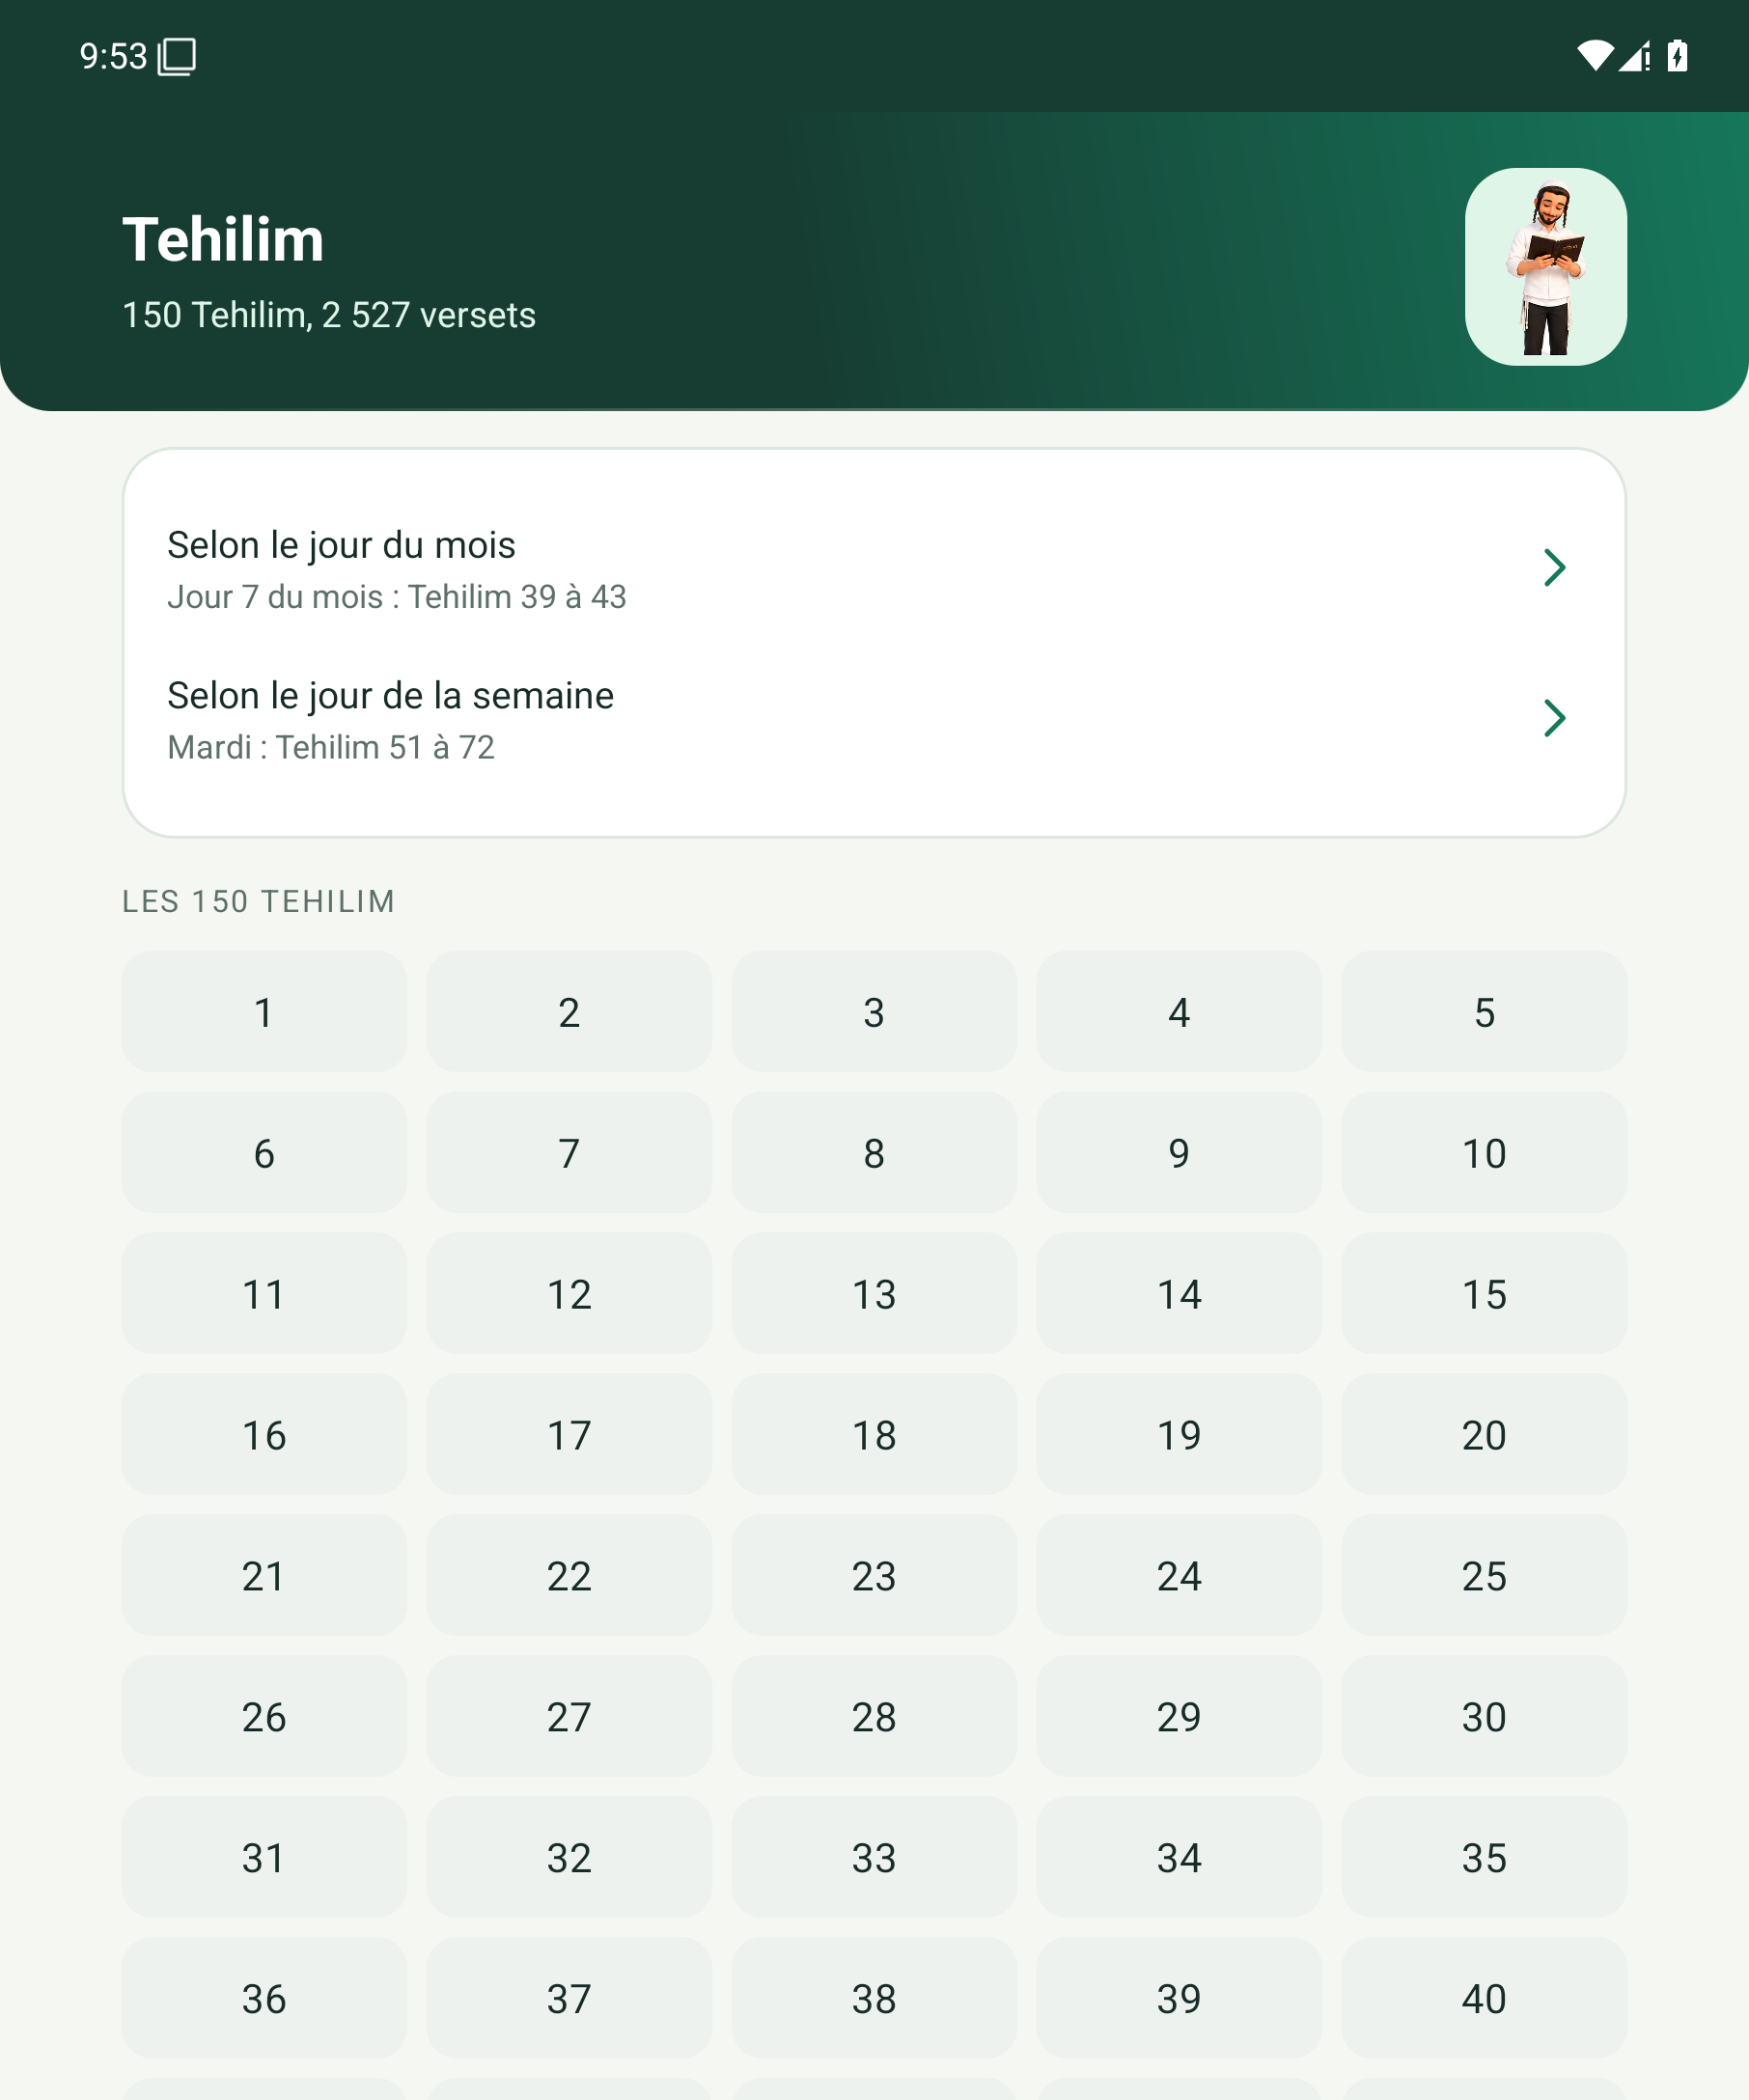 9:53
Tehilim
150 Tehilim, 2 527 versets
Selon le jour du mois
Jour 7 du mois : Tehilim 39 à 43
Selon le jour de la semaine
Mardi : Tehilim 51 à 72
LES 150 TEHILIM
1 2 3 4 5
6 7 8 9 10
11 12 13 14 15
16 17 18 19 20
21 22 23 24 25
26 27 28 29 30
31 32 33 34 35
36 37 38 39 40